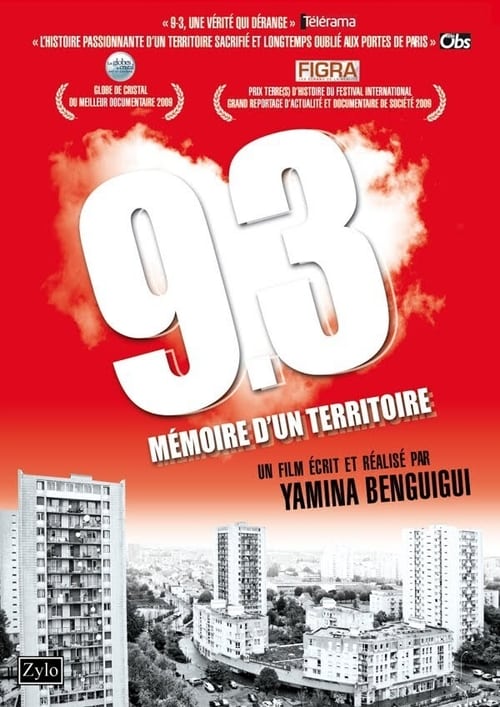 « 9-3, UNE VÉRITÉ QUI DÉRANGE » Télérama
« L'HISTOIRE PASSIONNANTE D'UN TERRITOIRE SACRIFIÉ ET LONGTEMPS OUBLIÉ AUX PORTES DE PARIS » Obs
FIGRA
GLOBE DE CRISTAL
DU MEILLEUR DOCUMENTAIRE 2009
PRIX TERRE(S) D'HISTOIRE DU FESTIVAL INTERNATIONAL
GRAND REPORTAGE D'ACTUALITÉ ET DOCUMENTAIRE DE SOCIÉTÉ 2009
9.3
MÉMOIRE D'UN TERRITOIRE
UN FILM ÉCRIT ET RÉALISÉ PAR
YAMINA BENGUIGUI
Zylo